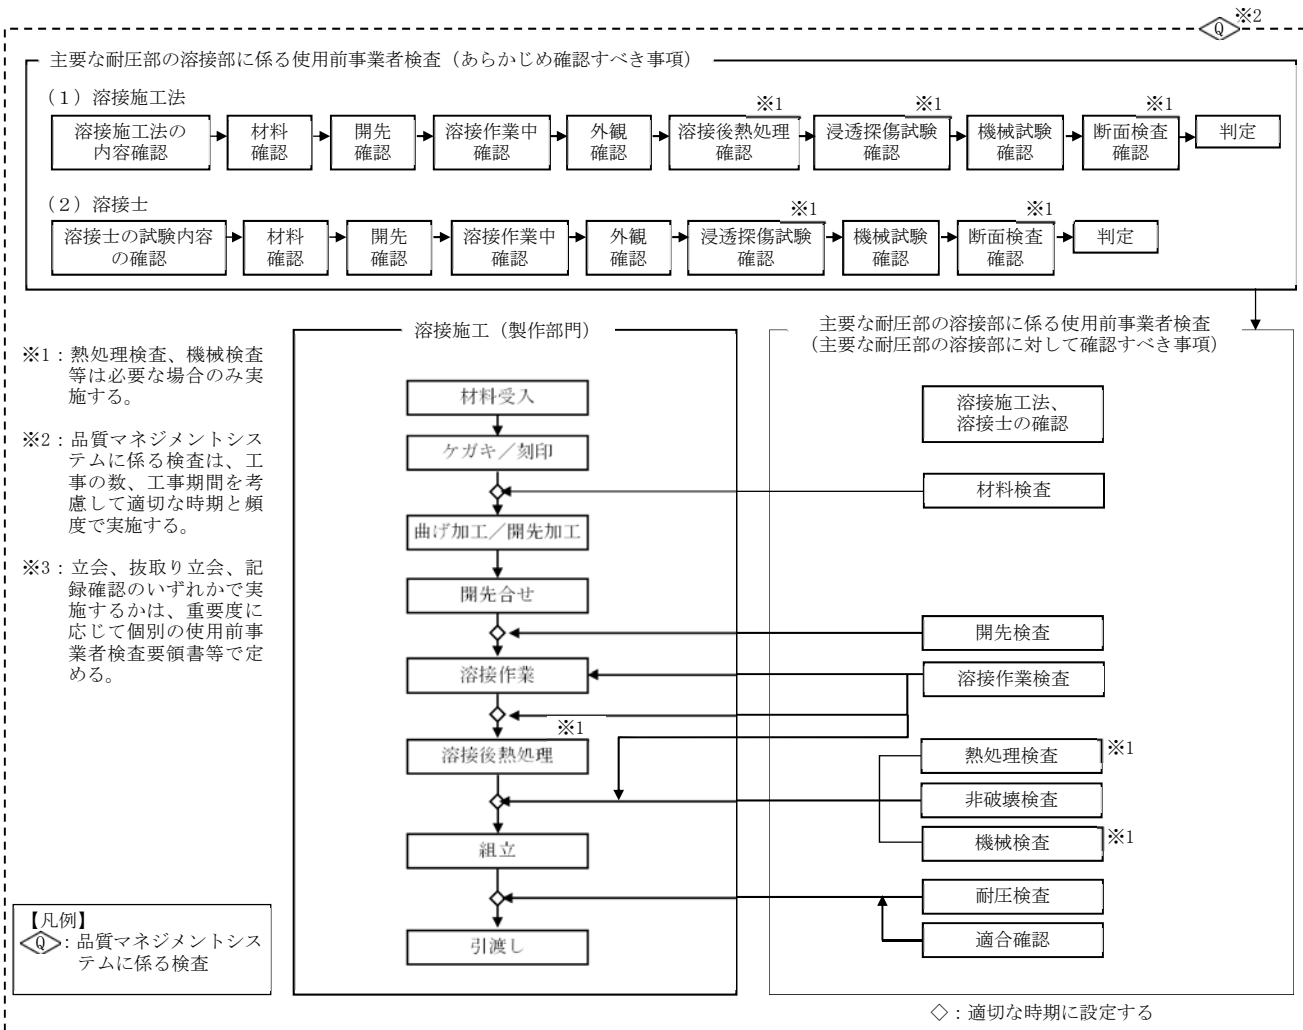 Q ※2
主要な耐圧部の溶接部に係る使用前事業者検査（あらかじめ確認すべき事項）
（１）溶接施工法
溶接施工法の
内容確認
材料
確認
開先
確認
溶接作業中
確認
外観
確認
※1
溶接後熱処理
確認
※1
浸透探傷試験
確認
機械試験
確認
※1
断面検査
確認
判定
（２）溶接士
溶接士の試験内容
の確認
材料
確認
開先
確認
溶接作業中
確認
外観
確認
※1
浸透探傷試験
確認
機械試験
確認
※1
断面検査
確認
判定
※1：熱処理検査、機械検査
等は必要な場合のみ実
施する。
※2：品質マネジメントシス
テムに係る検査は、工
事の数、工事期間を考
慮して適切な時期と頻
度で実施する。
※3：立会、抜取り立会、記
録確認のいずれかで実
施するかは、重要度に
応じて個別の使用前事
業者検査要領書等で定
める。
溶接施工（製作部門）
材料受入
ケガキ／刻印
曲げ加工／開先加工
開先合せ
溶接作業
※1
溶接後熱処理
組立
引渡し
主要な耐圧部の溶接部に係る使用前事業者検査
（主要な耐圧部の溶接部に対して確認すべき事項）
溶接施工法、
溶接士の確認
材料検査
開先検査
溶接作業検査
熱処理検査 ※1
非破壊検査
機械検査 ※1
耐圧検査
適合確認
【凡例】
Q：品質マネジメントシス
テムに係る検査
◇：適切な時期に設定する